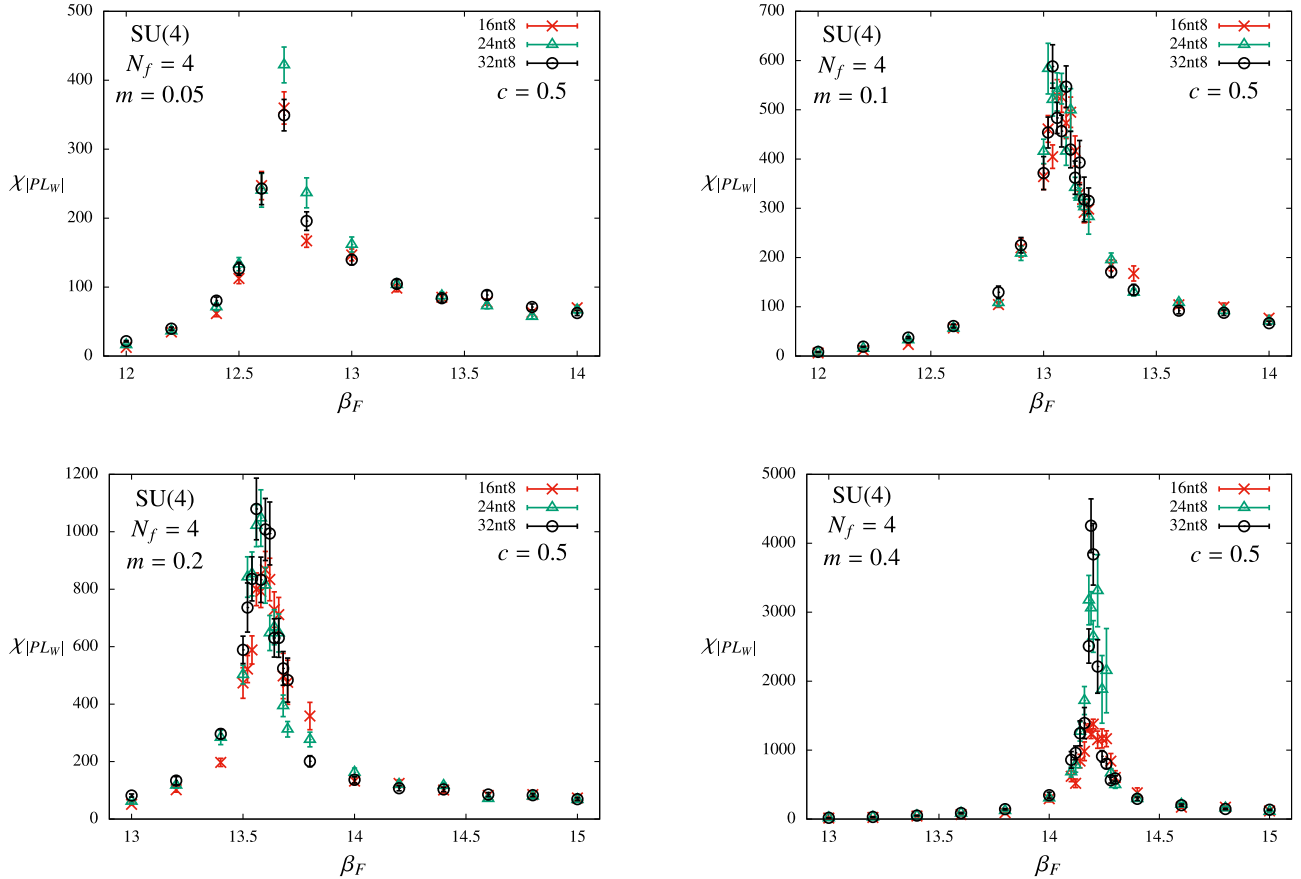 SU(4)
N_f = 4
m = 0.05
16nt8
24nt8
32nt8
c = 0.5
χ|PL_W|
500
400
300
200
100
0
12
12.5
13
13.5
14
β_F
SU(4)
N_f = 4
m = 0.1
16nt8
24nt8
32nt8
c = 0.5
χ|PL_W|
700
600
500
400
300
200
100
0
12
12.5
13
13.5
14
β_F
SU(4)
N_f = 4
m = 0.2
16nt8
24nt8
32nt8
c = 0.5
χ|PL_W|
1200
1000
800
600
400
200
0
13
13.5
14
14.5
15
β_F
SU(4)
N_f = 4
m = 0.4
16nt8
24nt8
32nt8
c = 0.5
χ|PL_W|
5000
4000
3000
2000
1000
0
13
13.5
14
14.5
15
β_F